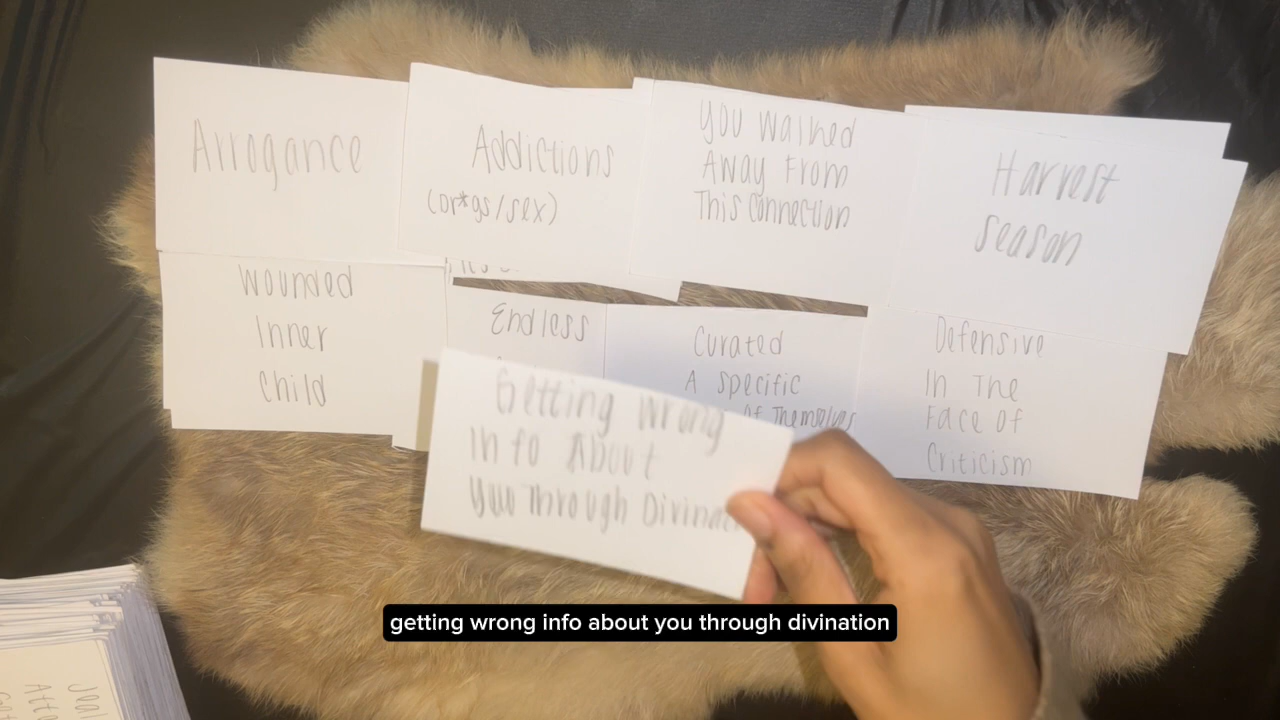 Arrogance
Addictions
(Dr*gs/sex)
You Walked
Away From
This Connection
Harvest
Season
Wounded
Inner
Child
Endless
Curated
A Specific
Of Themselves
Defensive
In The
Face Of
Criticism
Getting Wrong
Info About
You Through
getting wrong info about you through divination